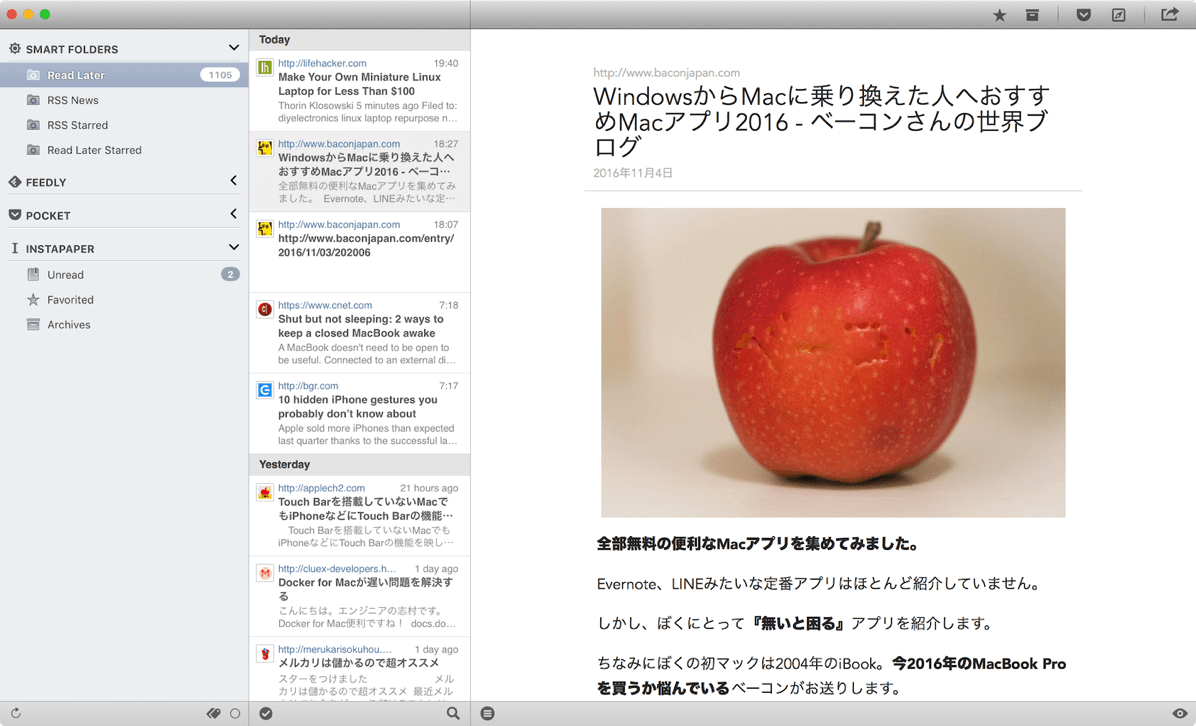 SMART FOLDERS
Read Later 1105
RSS News
RSS Starred
Read Later Starred
FEEDLY
POCKET
INSTAPAPER
Unread 2
Favorited
Archives
Today
http://lifehacker.com 19:40
Make Your Own Miniature Linux
Laptop for Less Than $100
Thorin Klosowski 5 minutes ago Filed to:
diyelectronics linux laptop repurpose n…
http://www.baconjapan.com 18:27
WindowsからMacに乗り換えた人へ
おすすめMacアプリ2016 - ベーコ…
全部無料の便利なMacアプリを集めてみ
ました。 Evernote、LINEみたいな定…
http://www.baconjapan.com 18:07
http://www.baconjapan.com/entry/
2016/11/03/202006
https://www.cnet.com 7:18
Shut but not sleeping: 2 ways to
keep a closed MacBook awake
A MacBook doesn't need to be open to
be useful. Connected to an external di…
http://bgr.com 7:17
10 hidden iPhone gestures you
probably don't know about
Apple sold more iPhones than expected
last quarter thanks to the successful la…
Yesterday
http://applech2.com 21 hours ago
Touch Barを搭載していないMacで
もiPhoneなどにTouch Barの機能…
Touch Barを搭載していないMacでも
iPhoneなどにTouch Barの機能を映し…
http://cluex-developers.h… 1 day ago
Docker for Macが遅い問題を解決す
る
こんにちは。エンジニアの志村です。
Docker for Mac便利ですね！ docs.do…
http://merukarisokuhou.… 1 day ago
メルカリは儲かるので超オススメ
スターをつけました メル
カリは儲かるので超オススメ 最近メル
http://www.baconjapan.com
WindowsからMacに乗り換えた人へおすす
めMacアプリ2016 - ベーコンさんの世界ブ
ログ
2016年11月4日
全部無料の便利なMacアプリを集めてみました。
Evernote、LINEみたいな定番アプリはほとんど紹介していません。
しかし、ぼくにとって『無いと困る』アプリを紹介します。
ちなみにぼくの初マックは2004年のiBook。今2016年のMacBook Pro
を買うか悩んでいるベーコンがお送りします。